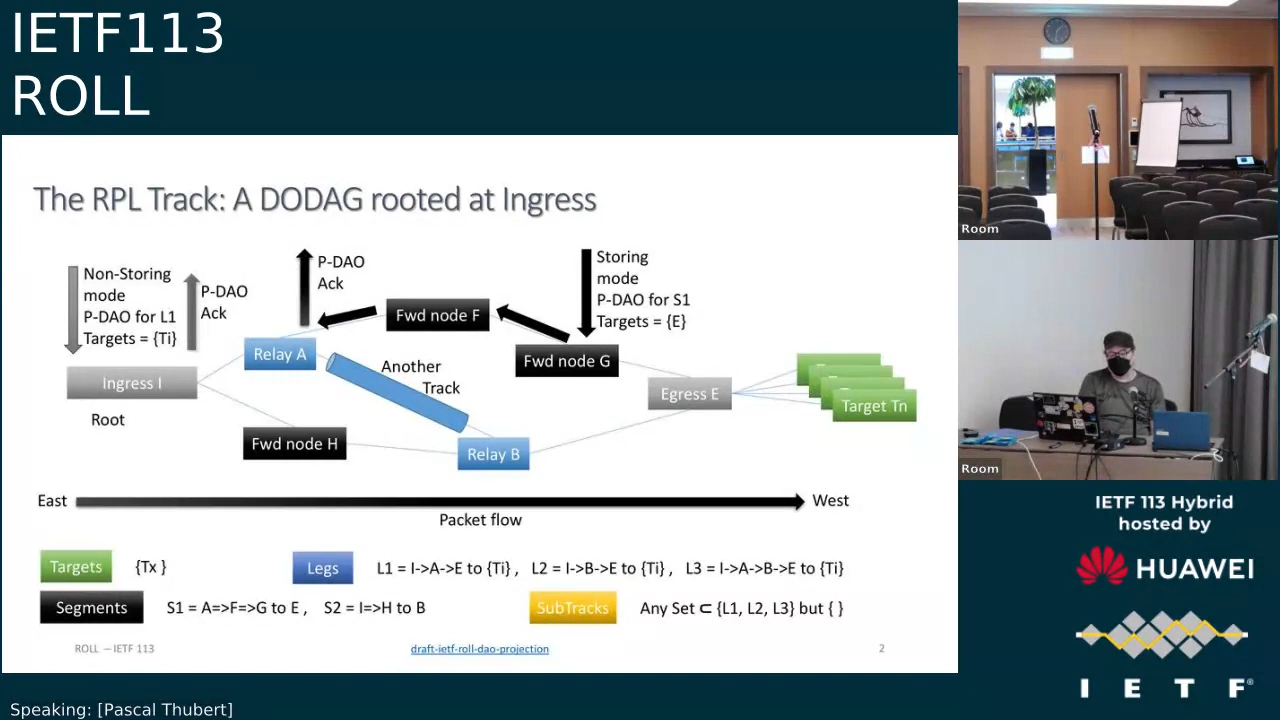 IETF113
ROLL
The RPL Track: A DODAG rooted at Ingress
Non-Storing
mode
P-DAO for L1
Targets = {Ti}
P-DAO
Ack
P-DAO
Ack
Storing
mode
P-DAO for S1
Targets = {E}
Fwd node F
Relay A
Fwd node G
Another
Track
Ingress I
Egress E
Target Tn
Root
Fwd node H
Relay B
East
West
Packet flow
Targets
{Tx }
Legs
L1 = I->A->E to {Ti} , L2 = I->B->E to {Ti} , L3 = I->A->B->E to {Ti}
Segments
S1 = A=>F=>G to E , S2 = I=>H to B
SubTracks
Any Set ⊂ {L1, L2, L3} but { }
ROLL — IETF 113
draft-ietf-roll-dao-projection
2
Speaking: [Pascal Thubert]
Room
Room
IETF 113 Hybrid
hosted by
HUAWEI
I E T F®